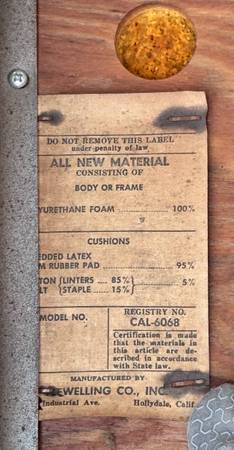 DO NOT REMOVE THIS LABEL
under penalty of law
ALL NEW MATERIAL
CONSISTING OF
BODY OR FRAME
YURETHANE FOAM 100%
CUSHIONS
EDDED LATEX
M RUBBER PAD 95%
TON {LINTERS 85%} 5%
LT {STAPLE 15%}
MODEL NO.
REGISTRY NO.
CAL-6068
Certification is made
that the materials in
this article are de-
scribed in accordance
with State law.
MANUFACTURED BY
EWELLING CO., INC
Industrial Ave. Hollydale, Calif